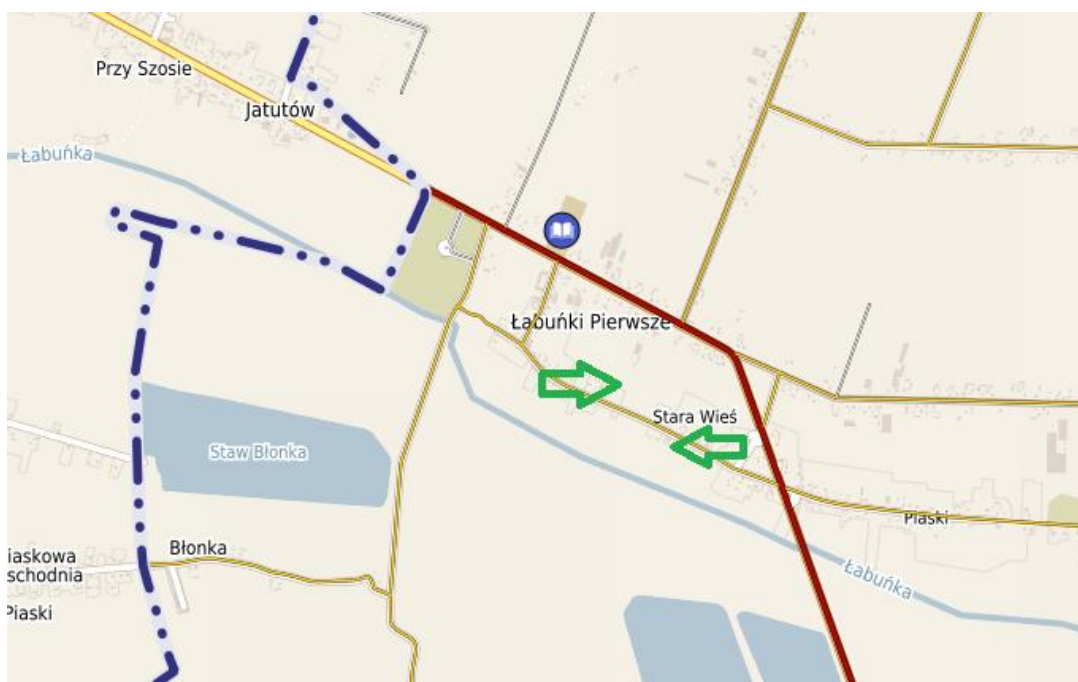 Przy Szosie
Jatutów
Łabuńka
Łabuńki Pierwsze
Stara Wieś
Staw Błonka
Piaski
Błonka
iaskowa
schodnia
Piaski
Łabuńka